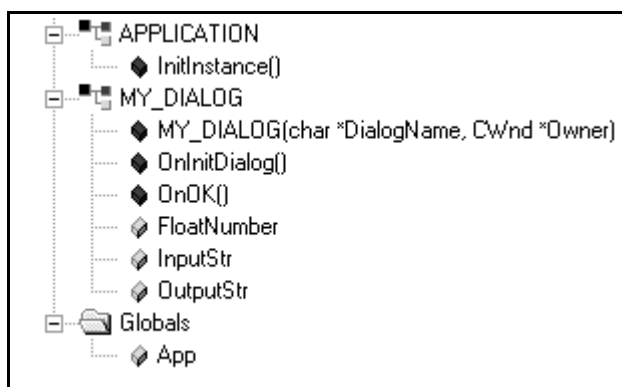 APPLICATION
InitInstance()
MY_DIALOG
MY_DIALOG(char *DialogName, CWnd *Owner)
OnInitDialog()
OnOK()
FloatNumber
InputStr
OutputStr
Globals
App